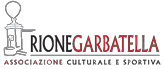 RIONEGARBATELLA
ASSOCIAZIONE CULTURALE E SPORTIVA